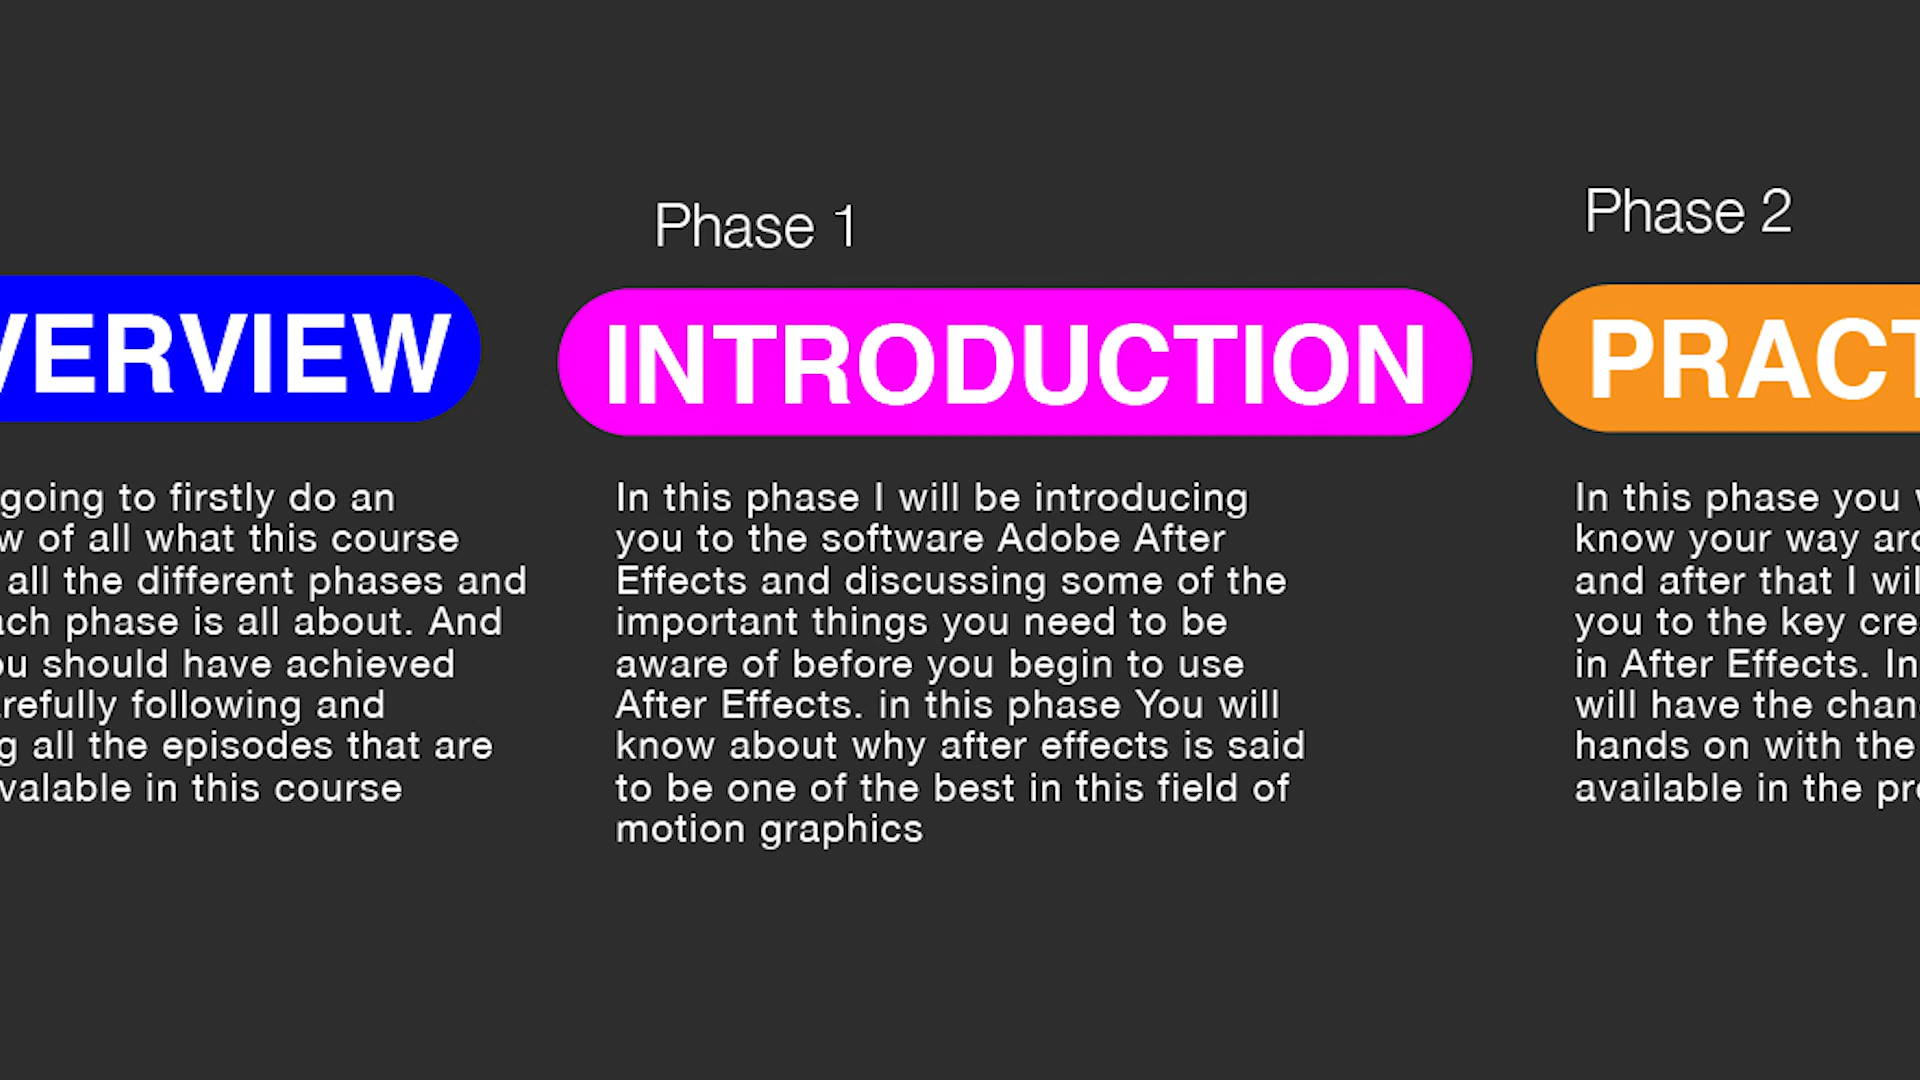 VERVIEW
going to firstly do an
w of all what this course
all the different phases and
ach phase is all about. And
ou should have achieved
refully following and
g all the episodes that are
valable in this course
Phase 1
INTRODUCTION
In this phase I will be introducing
you to the software Adobe After
Effects and discussing some of the
important things you need to be
aware of before you begin to use
After Effects. in this phase You will
know about why after effects is said
to be one of the best in this field of
motion graphics
Phase 2
PRACT
In this phase you
know your way aro
and after that I wil
you to the key cre
in After Effects. In
will have the chan
hands on with the
available in the pr